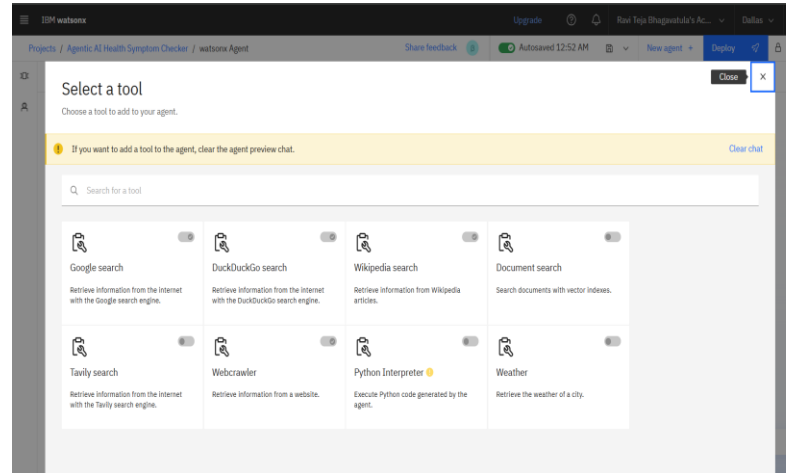 IBM watsonx
Upgrade
Ravi Teja Bhagavatula's Ac...
Dallas
Projects / Agentic AI Health Symptom Checker / watsonx Agent
Share feedback
Autosaved 12:52 AM
New agent +
Deploy
Close
X
Select a tool
Choose a tool to add to your agent.
If you want to add a tool to the agent, clear the agent preview chat.
Clear chat
Search for a tool
Google search
Retrieve information from the internet
with the Google search engine.
DuckDuckGo search
Retrieve information from the internet
with the DuckDuckGo search engine.
Wikipedia search
Retrieve information from Wikipedia
articles.
Document search
Search documents with vector indexes.
Tavily search
Retrieve information from the internet
with the Tavily search engine.
Webcrawler
Retrieve information from a website.
Python Interpreter
Execute Python code generated by the
agent.
Weather
Retrieve the weather of a city.